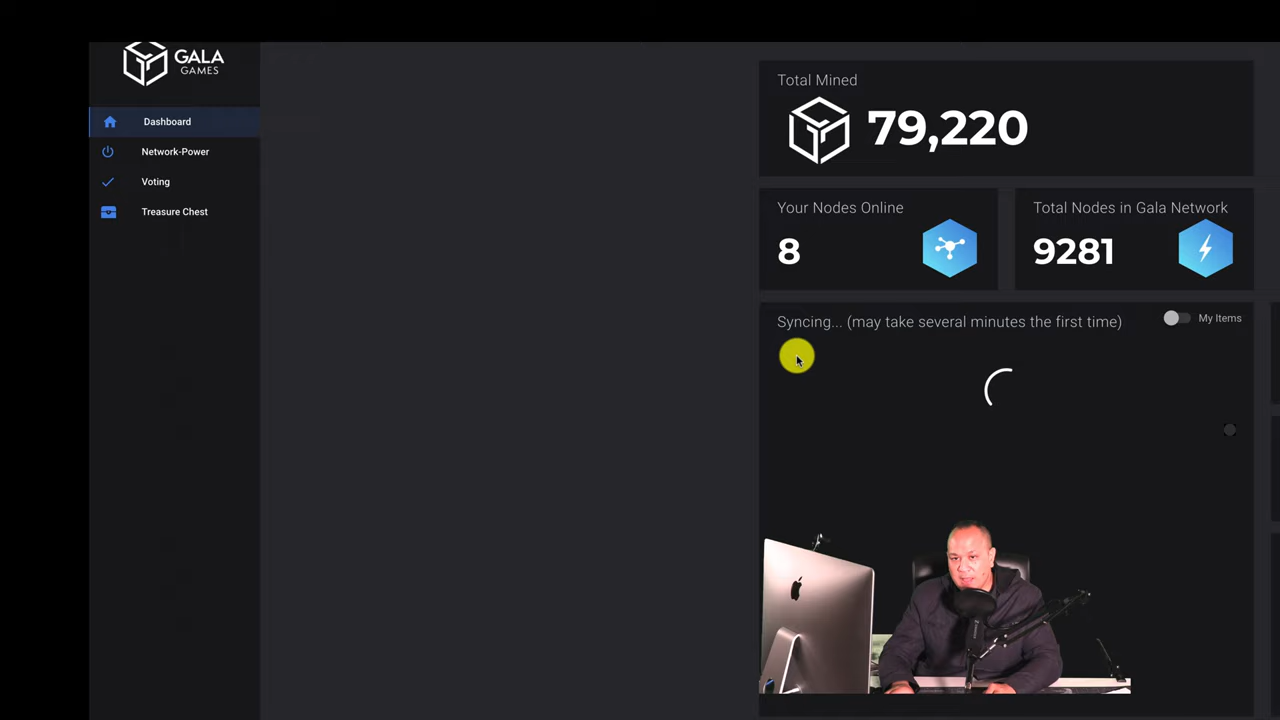 GALA
GAMES
Dashboard
Network-Power
Voting
Treasure Chest
Total Mined
79,220
Your Nodes Online
8
Total Nodes in Gala Network
9281
Syncing... (may take several minutes the first time)
My Items